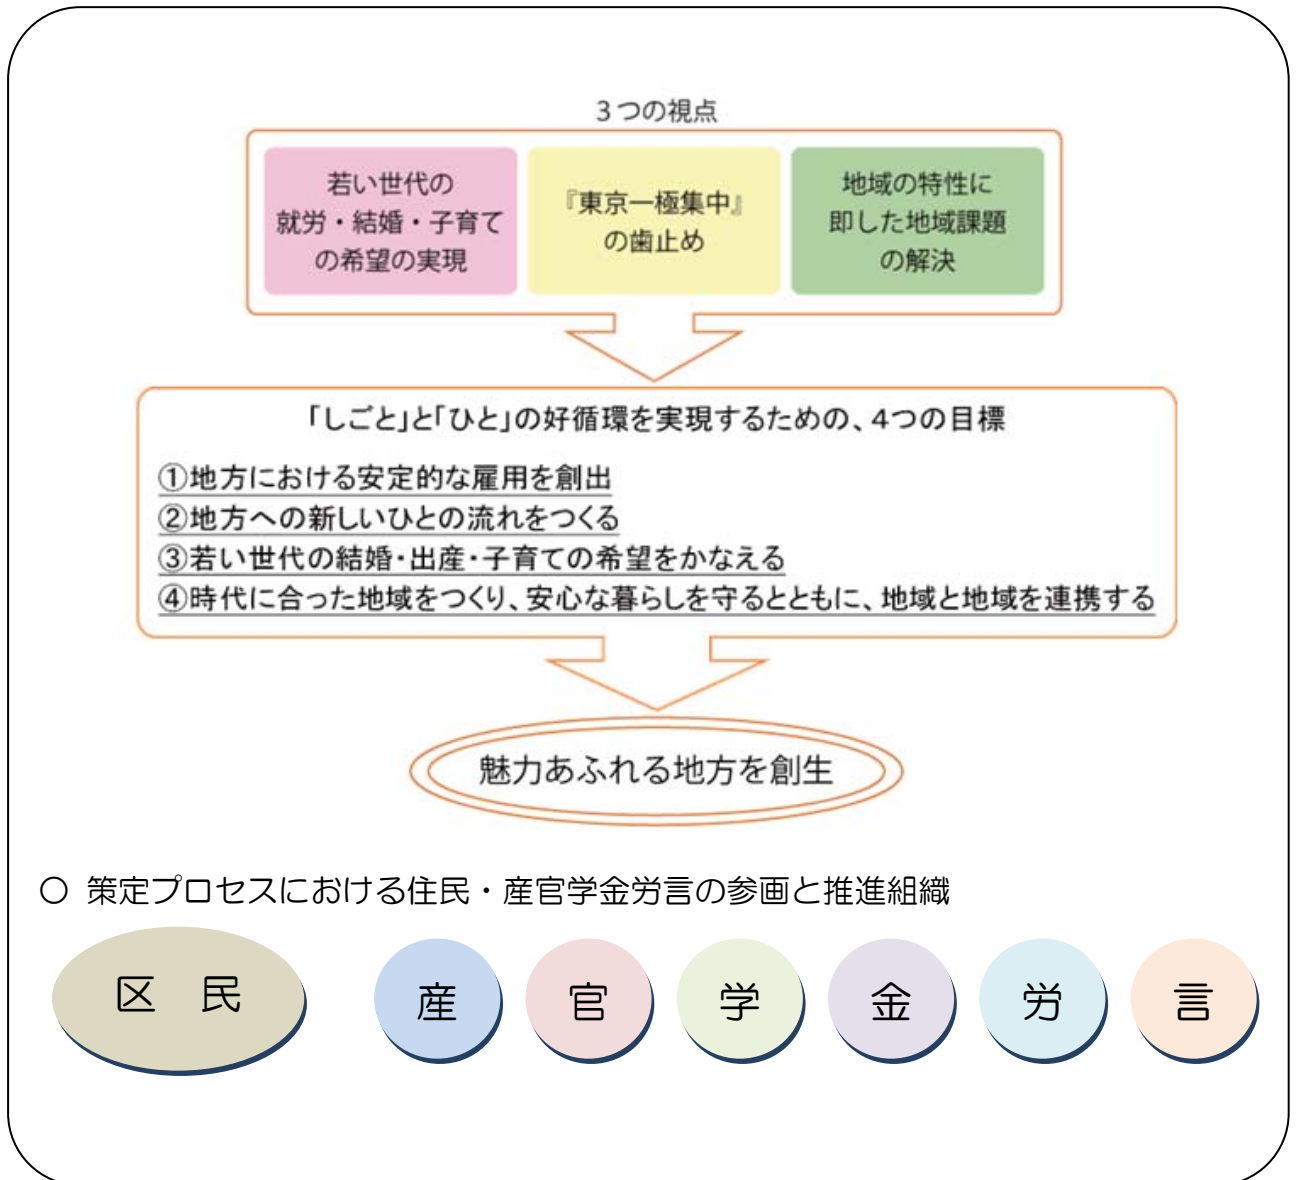 3つの視点
若い世代の
就労・結婚・子育て
の希望の実現
『東京一極集中』
の歯止め
地域の特性に
即した地域課題
の解決
「しごと」と「ひと」の好循環を実現するための、4つの目標
①地方における安定的な雇用を創出
②地方への新しいひとの流れをつくる
③若い世代の結婚・出産・子育ての希望をかなえる
④時代に合った地域をつくり、安心な暮らしを守るとともに、地域と地域を連携する
魅力あふれる地方を創生
〇 策定プロセスにおける住民・産官学金労言の参画と推進組織
区 民
産
官
学
金
労
言